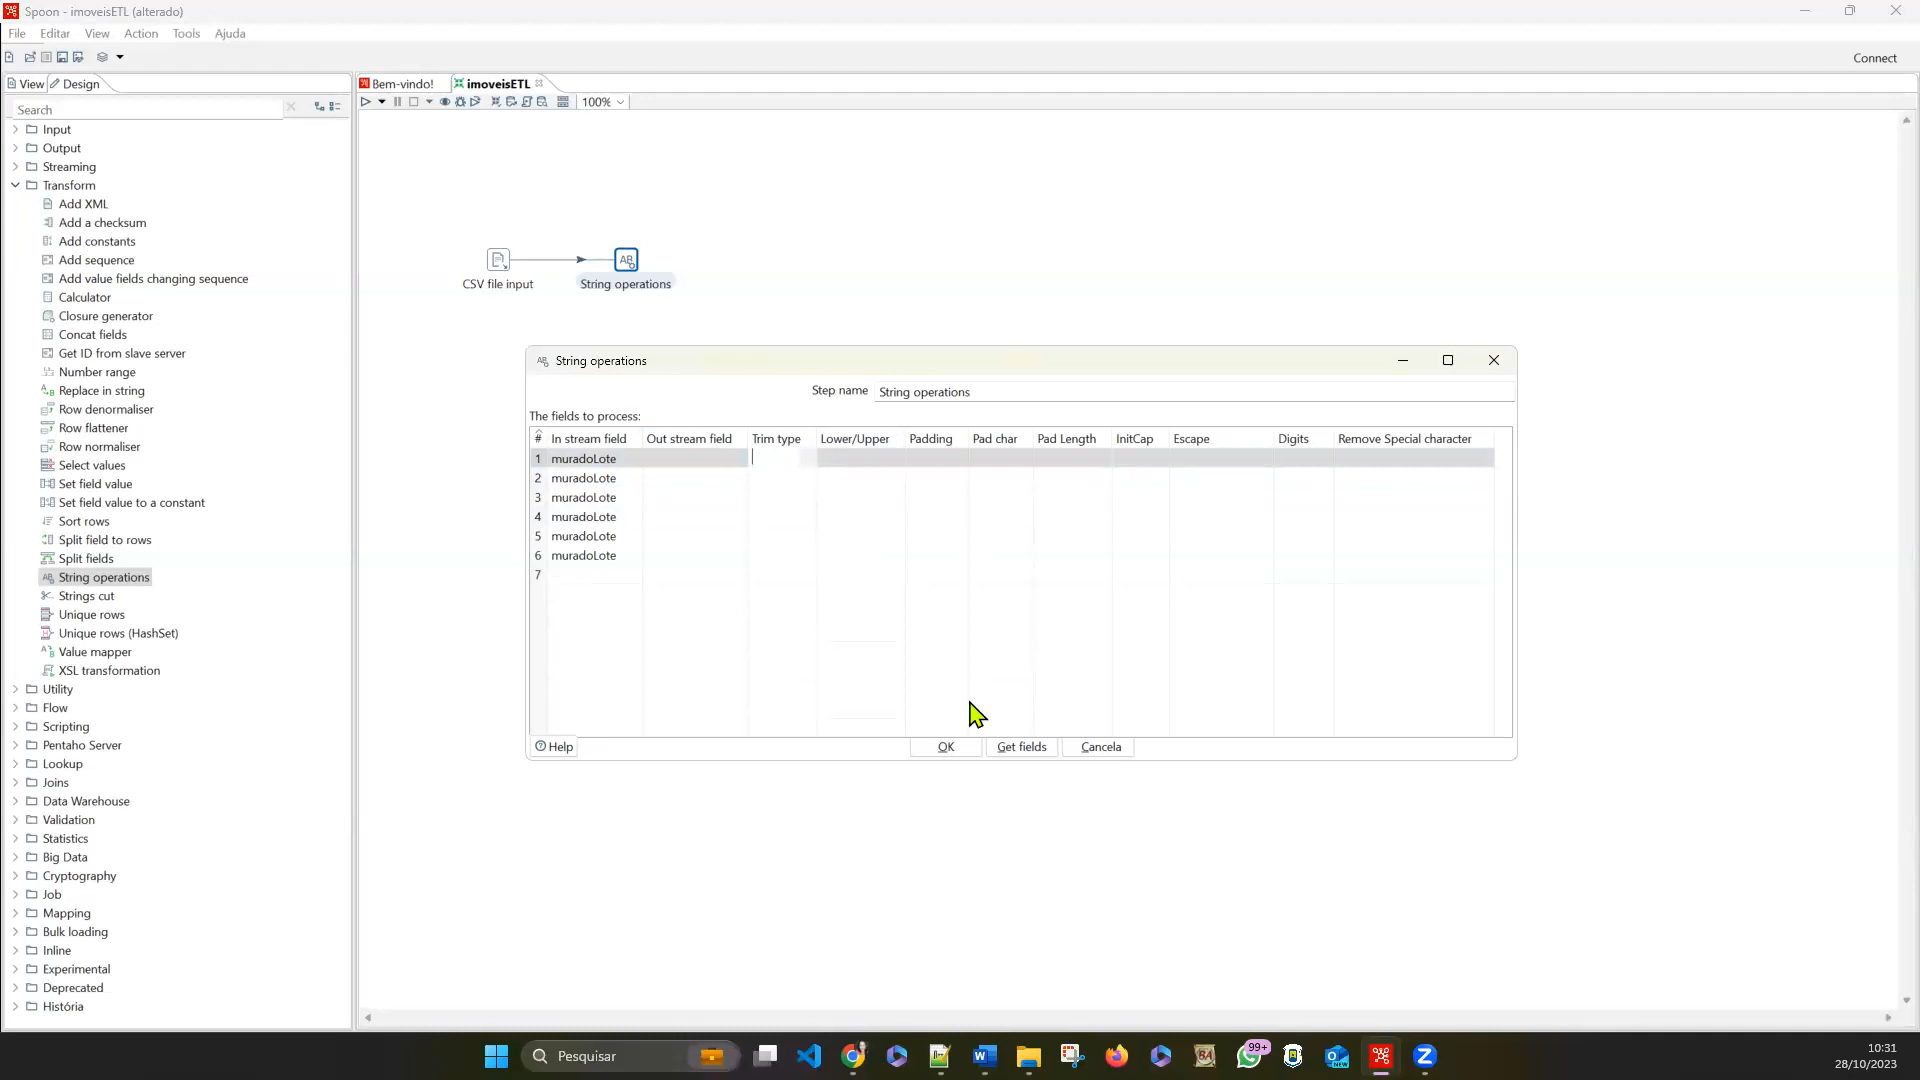 Spoon - imoveisETL (alterado)
File Editar View Action Tools Ajuda
Connect
View Design
Bem-vindo! imoveisETL
100%
Search
Input
Output
Streaming
Transform
Add XML
Add a checksum
Add constants
Add sequence
Add value fields changing sequence
Calculator
Closure generator
Concat fields
Get ID from slave server
Number range
Replace in string
Row denormaliser
Row flattener
Row normaliser
Select values
Set field value
Set field value to a constant
Sort rows
Split field to rows
Split fields
String operations
Strings cut
Unique rows
Unique rows (HashSet)
Value mapper
XSL transformation
Utility
Flow
Scripting
Pentaho Server
Lookup
Joins
Data Warehouse
Validation
Statistics
Big Data
Cryptography
Job
Mapping
Bulk loading
Inline
Experimental
Deprecated
História
CSV file input
String operations
String operations
Step name String operations
The fields to process:
# In stream field Out stream field Trim type Lower/Upper Padding Pad char Pad Length InitCap Escape Digits Remove Special character
1 muradoLote
2 muradoLote
3 muradoLote
4 muradoLote
5 muradoLote
6 muradoLote
7
Help OK Get fields Cancela
Pesquisar
99+
BA
NEW
10:31
28/10/2023